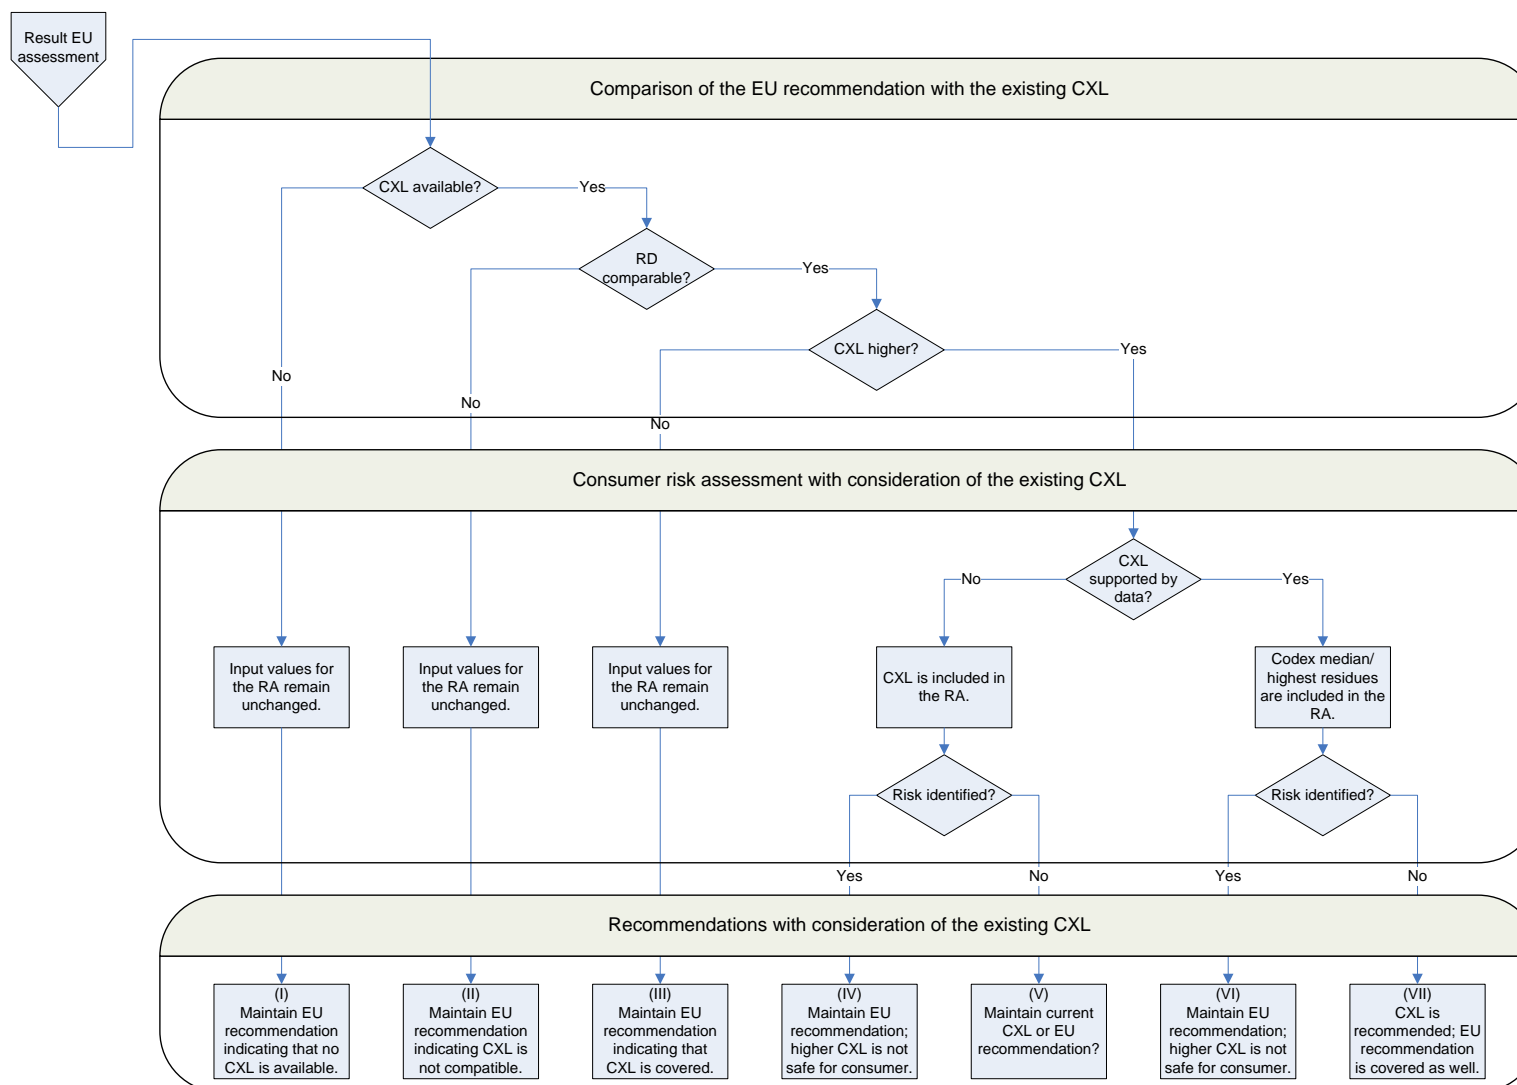 Result EU
assessment
Comparison of the EU recommendation with the existing CXL
CXL available?
Yes
RD
comparable?
Yes
CXL higher?
Yes
No
No
No
Consumer risk assessment with consideration of the existing CXL
CXL
supported by
data?
No
Yes
Input values for
the RA remain
unchanged.
Input values for
the RA remain
unchanged.
Input values for
the RA remain
unchanged.
CXL is included in
the RA.
Codex median/
highest residues
are included in the
RA.
Risk identified?
Risk identified?
Yes
No
Yes
No
Recommendations with consideration of the existing CXL
(I)
Maintain EU
recommendation
indicating that no
CXL is available.
(II)
Maintain EU
recommendation
indicating CXL is
not compatible.
(III)
Maintain EU
recommendation
indicating that
CXL is covered.
(IV)
Maintain EU
recommendation;
higher CXL is not
safe for consumer.
(V)
Maintain current
CXL or EU
recommendation?
(VI)
Maintain EU
recommendation;
higher CXL is not
safe for consumer.
(VII)
CXL is
recommended; EU
recommendation
is covered as well.